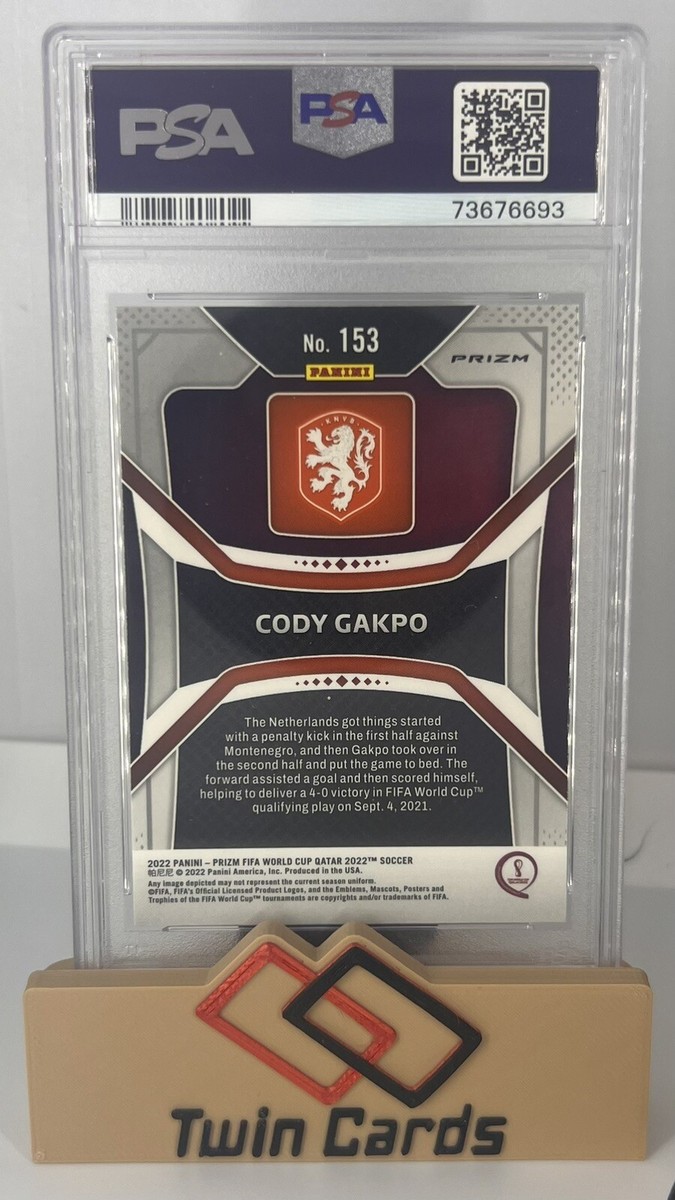 PSA
PSA
73676693
No. 153
PANINI
PRIZM
KNVB
CODY GAKPO
The Netherlands got things started
with a penalty kick in the first half against
Montenegro, and then Gakpo took over in
the second half and put the game to bed. The
forward assisted a goal and then scored himself,
helping to deliver a 4-0 victory in FIFA World Cup™
qualifying play on Sept. 4, 2021.
2022 PANINI – PRIZM FIFA WORLD CUP QATAR 2022™ SOCCER
帕尼尼 © 2022 Panini America, Inc. Produced in the USA.
Any image depicted may not represent the current season uniform.
©FIFA, FIFA's Official Licensed Product Logos, and the Emblems, Mascots, Posters and
Trophies of the FIFA World Cup™ tournaments are copyrights and/or trademarks of FIFA.
Twin Cards